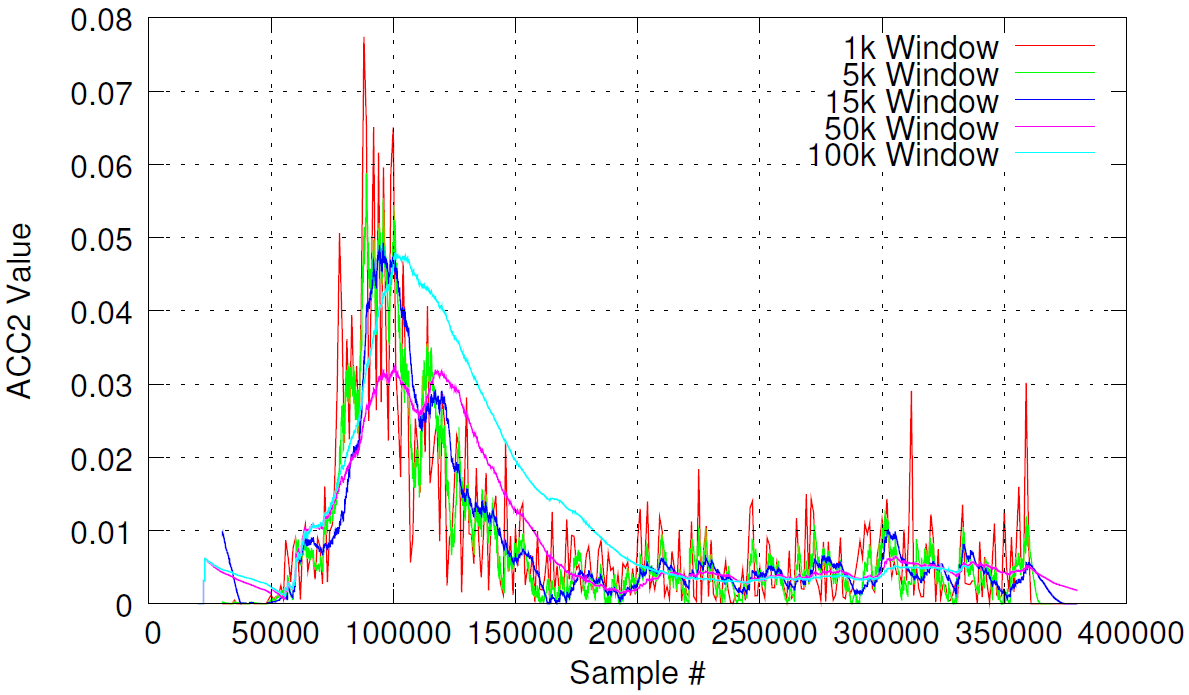 0.08
0.07
0.06
0.05
0.04
0.03
0.02
0.01
0
ACC2 Value
1k Window
5k Window
15k Window
50k Window
100k Window
0 50000 100000 150000 200000 250000 300000 350000 400000
Sample #